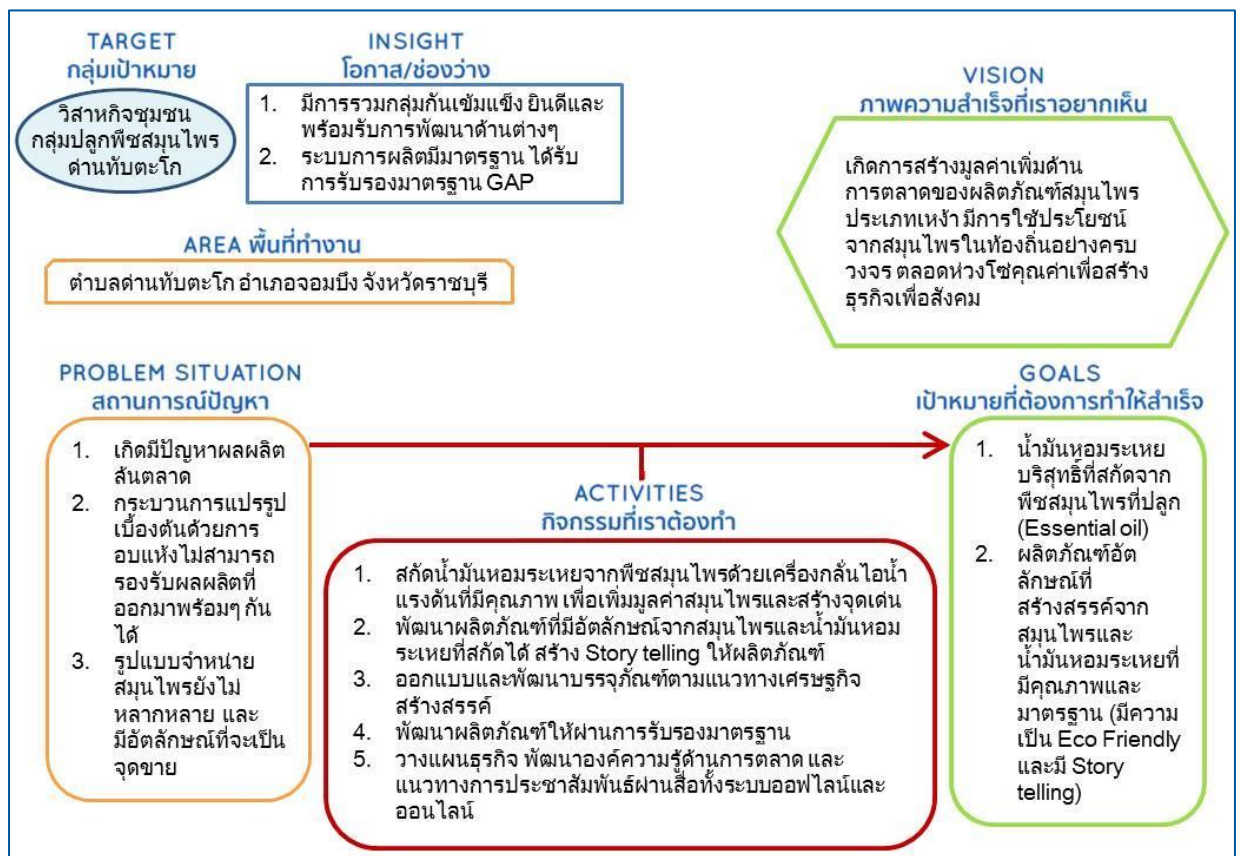 TARGET
กลุ่มเป้าหมาย
วิสาหกิจชุมชน
กลุ่มปลูกพืชสมุนไพร
ด่านทับตะโก
INSIGHT
โอกาส/ช่องว่าง
1. มีการรวมกลุ่มกันเข้มแข็ง ยินดีและ
พร้อมรับการพัฒนาด้านต่างๆ
2. ระบบการผลิตมีมาตรฐาน ได้รับ
การรับรองมาตรฐาน GAP
VISION
ภาพความสำเร็จที่เราอยากเห็น
เกิดการสร้างมูลค่าเพิ่มด้าน
การตลาดของผลิตภัณฑ์สมุนไพร
ประเภทเหง้า มีการใช้ประโยชน์
จากสมุนไพรในท้องถิ่นอย่างครบ
วงจร ตลอดห่วงโซ่คุณค่าเพื่อสร้าง
ธุรกิจเพื่อสังคม
AREA พื้นที่ทำงาน
ตำบลด่านทับตะโก อำเภอจอมบึง จังหวัดราชบุรี
PROBLEM SITUATION
สถานการณ์ปัญหา
1. เกิดมีปัญหาผลผลิต
ล้นตลาด
2. กระบวนการแปรรูป
เบื้องต้นด้วยการ
อบแห้งไม่สามารถ
รองรับผลผลิตที่
ออกมาพร้อมๆ กัน
ได้
3. รูปแบบจำหน่าย
สมุนไพรยังไม่
หลากหลาย และ
มีอัตลักษณ์ที่จะเป็น
จุดขาย
ACTIVITIES
กิจกรรมที่เราต้องทำ
1. สกัดน้ำมันหอมระเหยจากพืชสมุนไพรด้วยเครื่องกลั่นไอน้ำ
แรงดันที่มีคุณภาพ เพื่อเพิ่มมูลค่าสมุนไพรและสร้างจุดเด่น
2. พัฒนาผลิตภัณฑ์ที่มีอัตลักษณ์จากสมุนไพรและน้ำมันหอม
ระเหยที่สกัดได้ สร้าง Story telling ให้ผลิตภัณฑ์
3. ออกแบบและพัฒนาบรรจุภัณฑ์ตามแนวทางเศรษฐกิจ
สร้างสรรค์
4. พัฒนาผลิตภัณฑ์ให้ผ่านการรับรองมาตรฐาน
5. วางแผนธุรกิจ พัฒนาองค์ความรู้ด้านการตลาด และ
แนวทางการประชาสัมพันธ์ผ่านสื่อทั้งระบบออฟไลน์และ
ออนไลน์
GOALS
เป้าหมายที่ต้องการทำให้สำเร็จ
1. น้ำมันหอมระเหย
บริสุทธิ์ที่สกัดจาก
พืชสมุนไพรที่ปลูก
(Essential oil)
2. ผลิตภัณฑ์อัต
ลักษณ์ที่
สร้างสรรค์จาก
สมุนไพรและ
น้ำมันหอมระเหยที่
มีคุณภาพและ
มาตรฐาน (มีความ
เป็น Eco Friendly
และมี Story
telling)